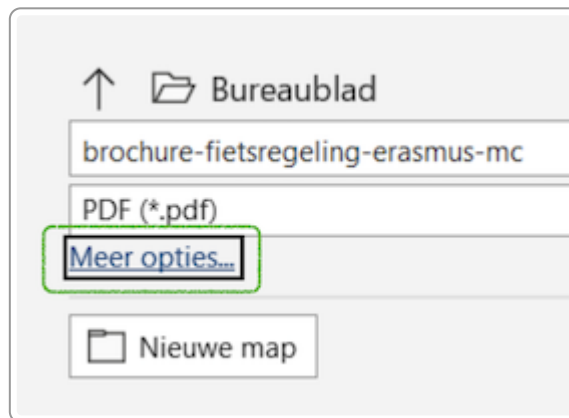 Bureaublad
brochure-fietsregeling-erasmus-mc
PDF (*.pdf)
Meer opties...
Nieuwe map